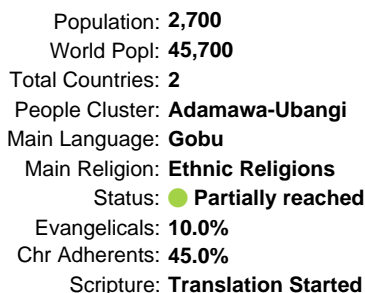 Population: 2,700
World Popl: 45,700
Total Countries: 2
People Cluster: Adamawa-Ubangi
Main Language: Gobu
Main Religion: Ethnic Religions
Status: Partially reached
Evangelicals: 10.0%
Chr Adherents: 45.0%
Scripture: Translation Started